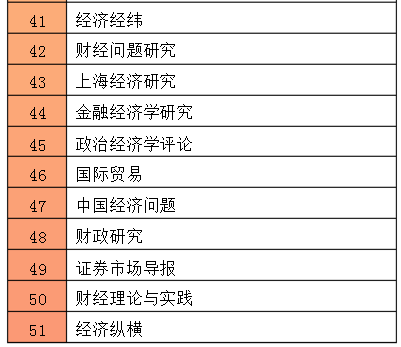 41 经济经纬
42 财经问题研究
43 上海经济研究
44 金融经济学研究
45 政治经济学评论
46 国际贸易
47 中国经济问题
48 财政研究
49 证券市场导报
50 财经理论与实践
51 经济纵横